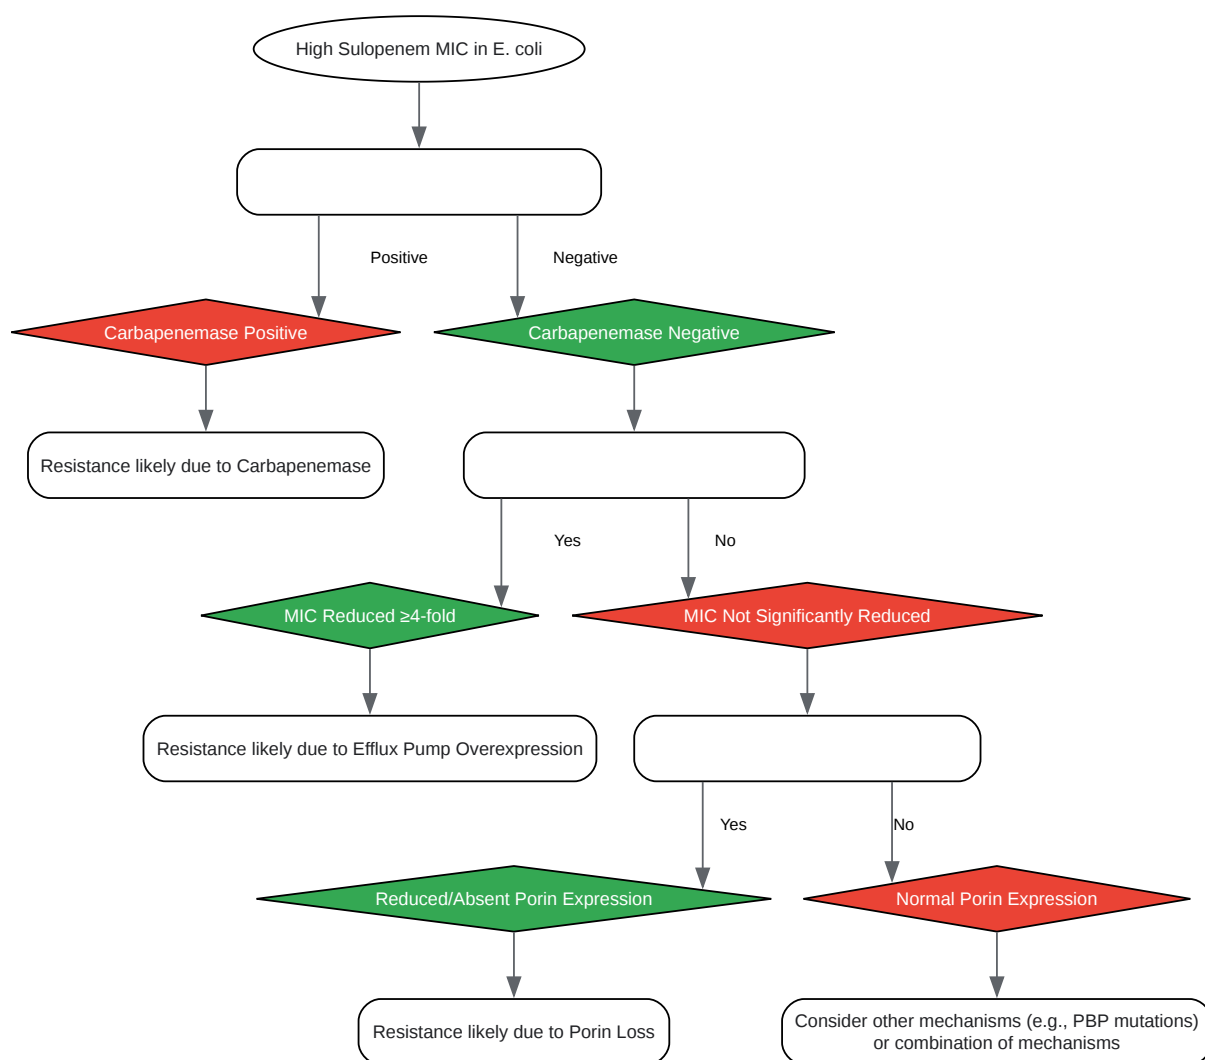 High Sulopenem MIC in E. coli
Positive
Negative
Carbapenemase Positive
Carbapenemase Negative
Resistance likely due to Carbapenemase
Yes
No
MIC Reduced ≥4-fold
MIC Not Significantly Reduced
Resistance likely due to Efflux Pump Overexpression
Yes
No
Reduced/Absent Porin Expression
Normal Porin Expression
Resistance likely due to Porin Loss
Consider other mechanisms (e.g., PBP mutations)
or combination of mechanisms